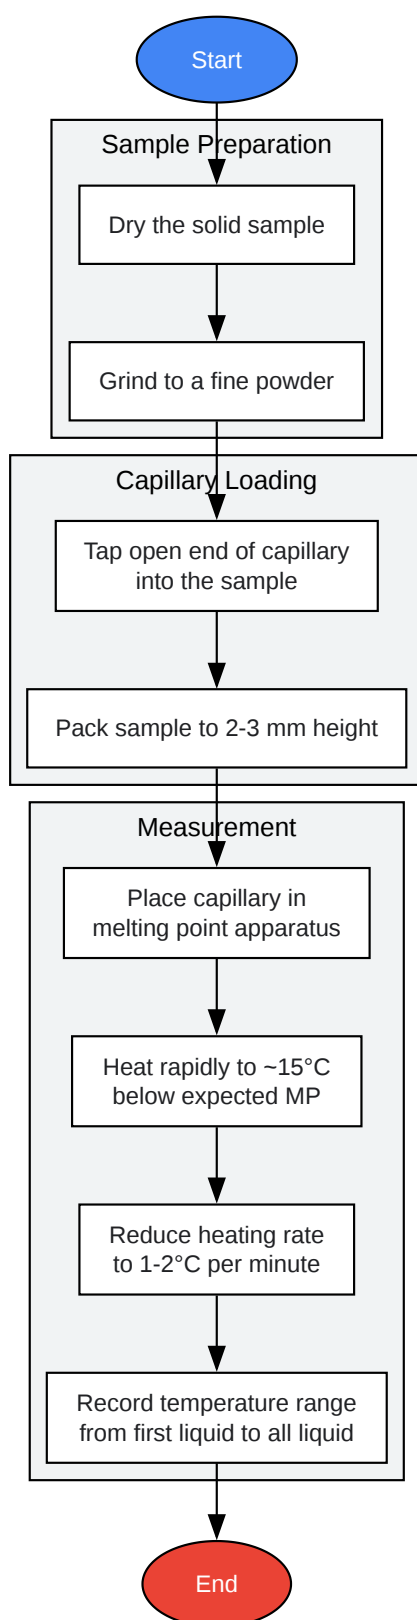 Start
Sample Preparation
Dry the solid sample
Grind to a fine powder
Capillary Loading
Tap open end of capillary
into the sample
Pack sample to 2-3 mm height
Measurement
Place capillary in
melting point apparatus
Heat rapidly to ~15°C
below expected MP
Reduce heating rate
to 1-2°C per minute
Record temperature range
from first liquid to all liquid
End